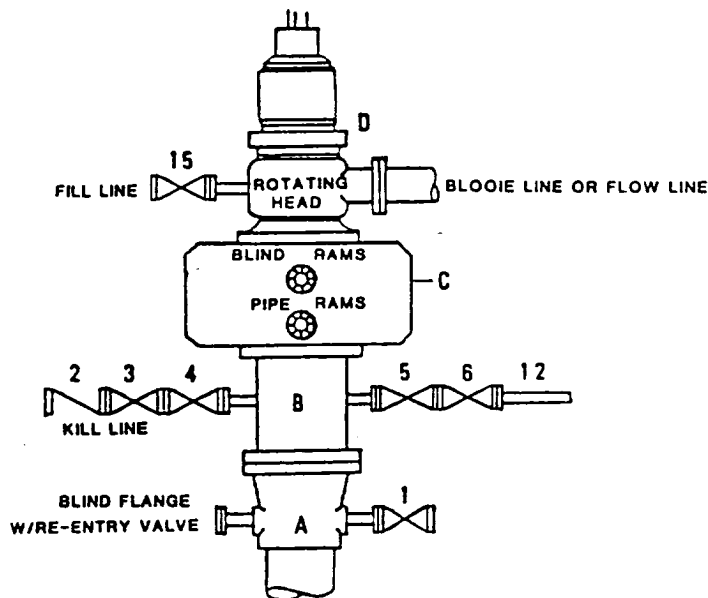 D
15
FILL LINE
ROTATING HEAD
BLOOIE LINE OR FLOW LINE
BLIND RAMS
C
PIPE RAMS
2 3 4
5 6 12
B
KILL LINE
BLIND FLANGE
W/RE-ENTRY VALVE
1
A